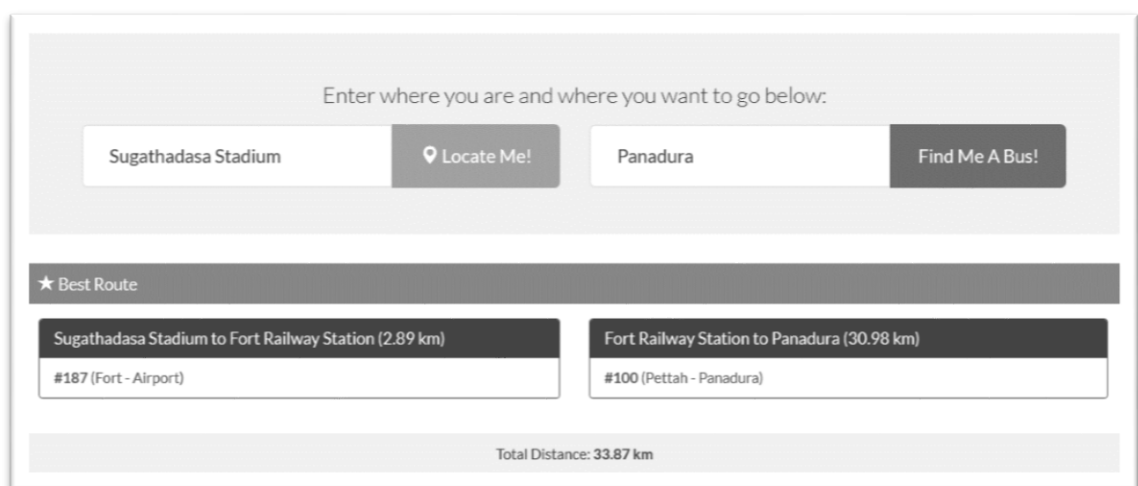 Enter where you are and where you want to go below:
Sugathadasa Stadium
Locate Me!
Panadura
Find Me A Bus!
★ Best Route
Sugathadasa Stadium to Fort Railway Station (2.89 km)
#187 (Fort - Airport)
Fort Railway Station to Panadura (30.98 km)
#100 (Pettah - Panadura)
Total Distance: 33.87 km